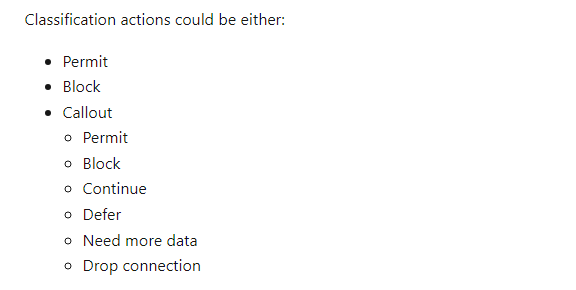 Classification actions could be either:
Permit
Block
Callout
Permit
Block
Continue
Defer
Need more data
Drop connection